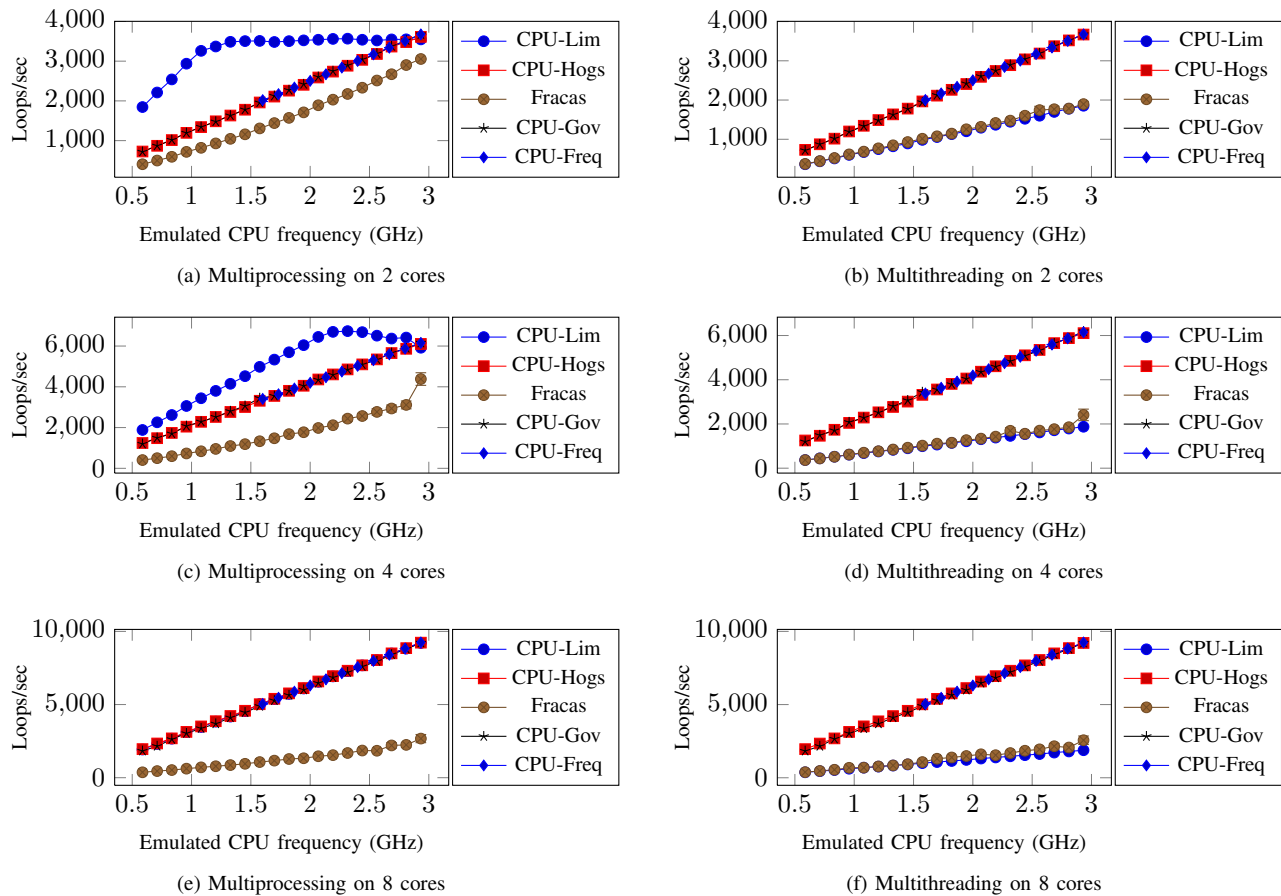 4,000
3,000
2,000
1,000
Loops/sec
0.5 1 1.5 2 2.5 3
Emulated CPU frequency (GHz)
CPU-Lim
CPU-Hogs
Fracas
CPU-Gov
CPU-Freq
(a) Multiprocessing on 2 cores
4,000
3,000
2,000
1,000
Loops/sec
0.5 1 1.5 2 2.5 3
Emulated CPU frequency (GHz)
CPU-Lim
CPU-Hogs
Fracas
CPU-Gov
CPU-Freq
(b) Multithreading on 2 cores
6,000
4,000
2,000
0
Loops/sec
0.5 1 1.5 2 2.5 3
Emulated CPU frequency (GHz)
CPU-Lim
CPU-Hogs
Fracas
CPU-Gov
CPU-Freq
(c) Multiprocessing on 4 cores
6,000
4,000
2,000
0
Loops/sec
0.5 1 1.5 2 2.5 3
Emulated CPU frequency (GHz)
CPU-Lim
CPU-Hogs
Fracas
CPU-Gov
CPU-Freq
(d) Multithreading on 4 cores
10,000
5,000
0
Loops/sec
0.5 1 1.5 2 2.5 3
Emulated CPU frequency (GHz)
CPU-Lim
CPU-Hogs
Fracas
CPU-Gov
CPU-Freq
(e) Multiprocessing on 8 cores
10,000
5,000
0
Loops/sec
0.5 1 1.5 2 2.5 3
Emulated CPU frequency (GHz)
CPU-Lim
CPU-Hogs
Fracas
CPU-Gov
CPU-Freq
(f) Multithreading on 8 cores